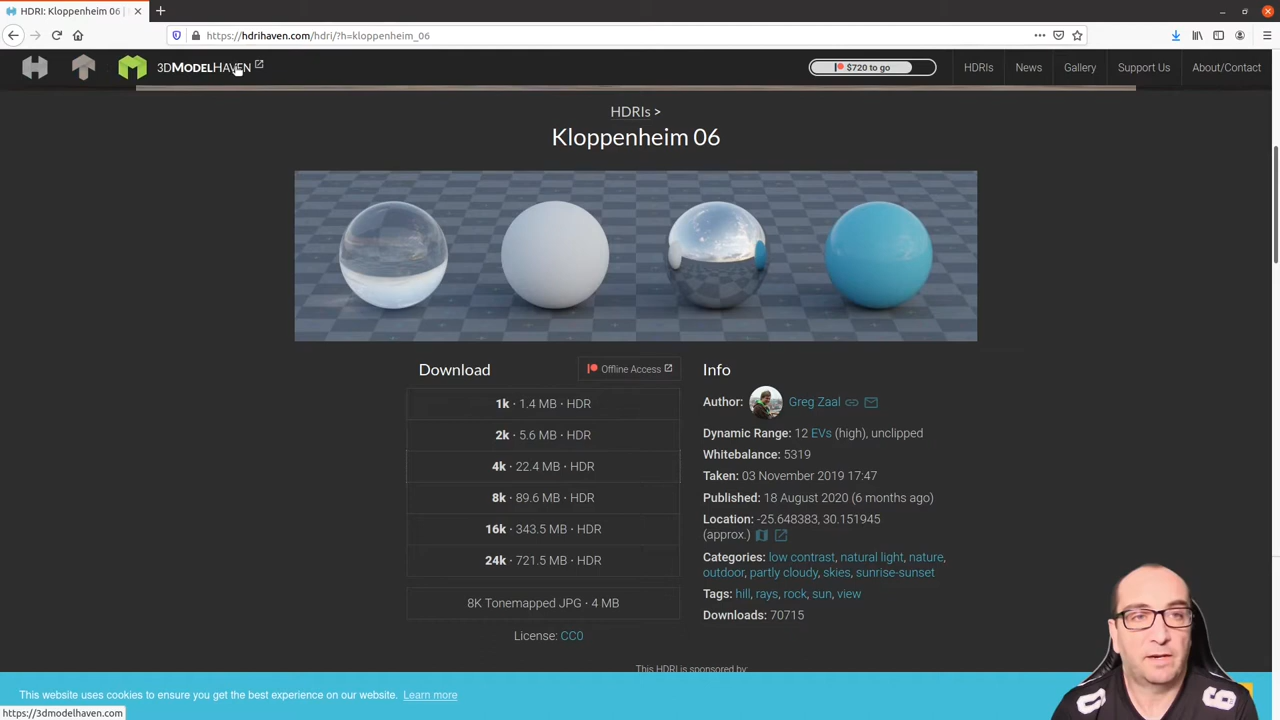 HDRI: Kloppenheim 06
https://hdrihaven.com/hdri/?h=kloppenheim_06
3DMODELHAVEN
$720 to go
HDRIs
News
Gallery
Support Us
About/Contact
HDRIs >
Kloppenheim 06
Download
Offline Access
1k · 1.4 MB · HDR
2k · 5.6 MB · HDR
4k · 22.4 MB · HDR
8k · 89.6 MB · HDR
16k · 343.5 MB · HDR
24k · 721.5 MB · HDR
8K Tonemapped JPG · 4 MB
License: CC0
Info
Author: Greg Zaal
Dynamic Range: 12 EVs (high), unclipped
Whitebalance: 5319
Taken: 03 November 2019 17:47
Published: 18 August 2020 (6 months ago)
Location: -25.648383, 30.151945
(approx.)
Categories: low contrast, natural light, nature,
outdoor, partly cloudy, skies, sunrise-sunset
Tags: hill, rays, rock, sun, view
Downloads: 70715
This HDRI is sponsored by:
This website uses cookies to ensure you get the best experience on our website. Learn more
https://3dmodelhaven.com